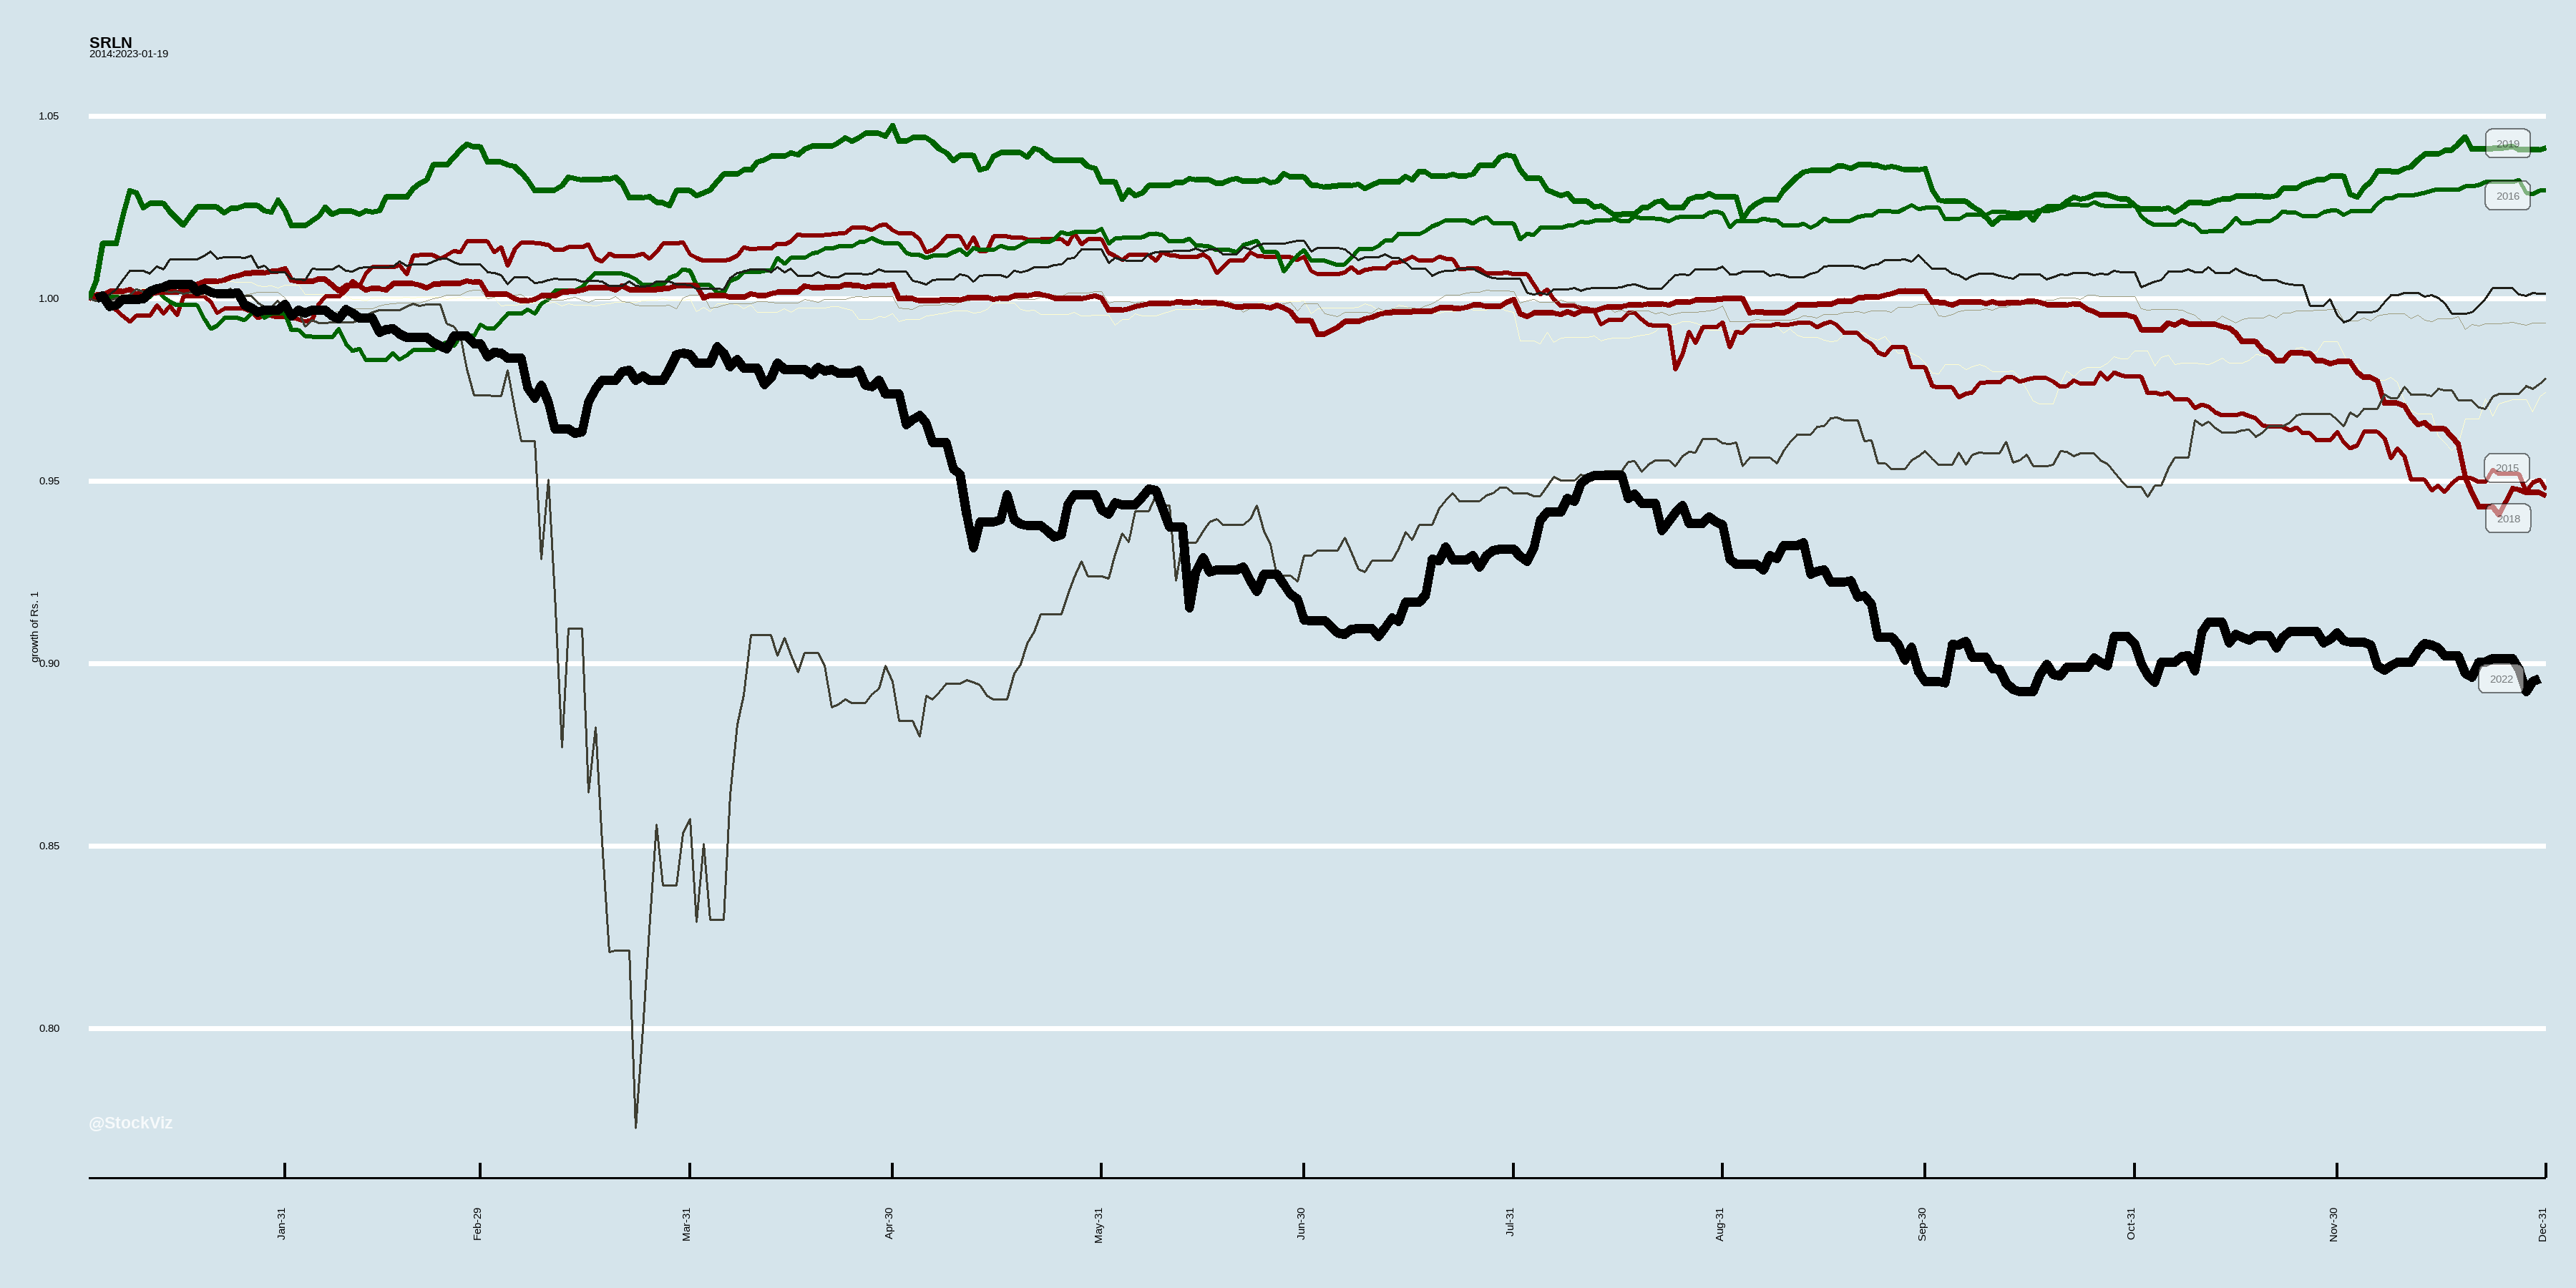 SRLN
2014:2023-01-19
1.05
1.00
0.95
0.90
0.85
0.80
growth of Rs. 1
2019
2016
2015
2018
2022
@StockViz
Jan-31
Feb-29
Mar-31
Apr-30
May-31
Jun-30
Jul-31
Aug-31
Sep-30
Oct-31
Nov-30
Dec-31